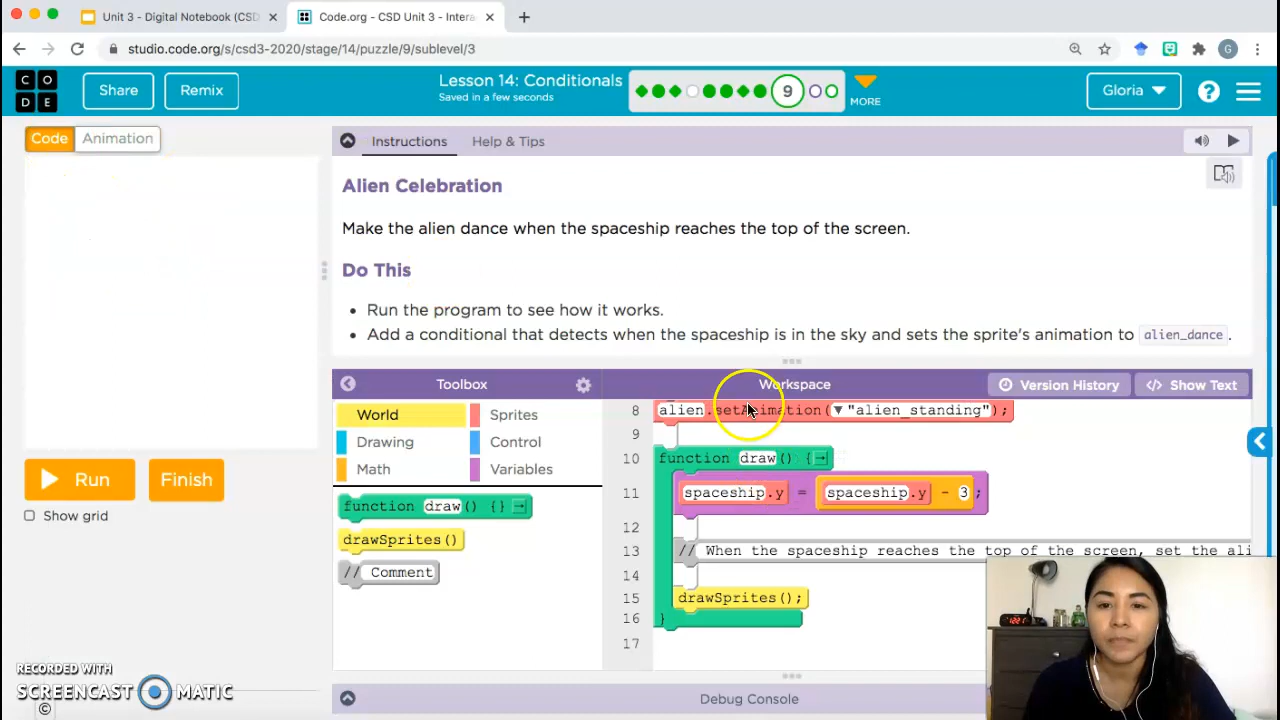 Unit 3 - Digital Notebook (CSD
Code.org - CSD Unit 3 - Intera
studio.code.org/s/csd3-2020/stage/14/puzzle/9/sublevel/3
G
C O
D E
Share
Remix
Lesson 14: Conditionals
Saved in a few seconds
9
MORE
Gloria
?
Code
Animation
Instructions
Help & Tips
Alien Celebration
Make the alien dance when the spaceship reaches the top of the screen.
Do This
Run the program to see how it works.
Add a conditional that detects when the spaceship is in the sky and sets the sprite's animation to alien_dance.
Toolbox
Workspace
Version History
</> Show Text
World
Sprites
Drawing
Control
Math
Variables
function draw() {}
drawSprites()
// Comment
8 alien.setAnimation("alien_standing");
9
10 function draw() {
11 spaceship.y = spaceship.y - 3;
12
13 // When the spaceship reaches the top of the screen, set the ali
14
15 drawSprites();
16 }
17
Run
Finish
Show grid
Debug Console
RECORDED WITH
SCREENCAST MATIC
©